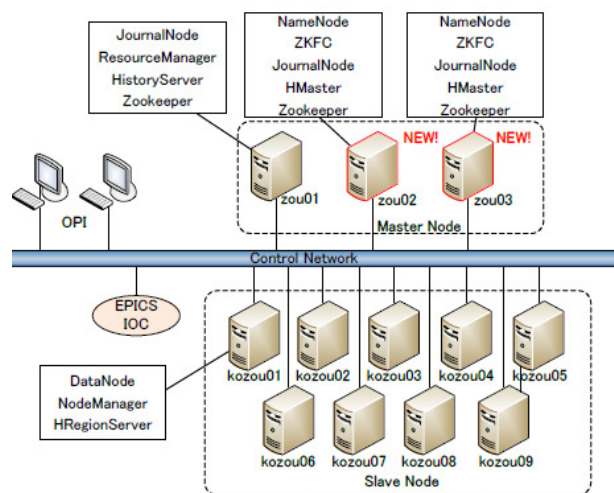 JournalNode
ResourceManager
HistoryServer
Zookeeper
NameNode
ZKFC
JournalNode
HMaster
Zookeeper
NameNode
ZKFC
JournalNode
HMaster
Zookeeper
NEW!
NEW!
zou01
zou02
zou03
Master Node
OPI
Control Network
EPICS
IOC
kozou01
kozou02
kozou03
kozou04
kozou05
DataNode
NodeManager
HRegionServer
kozou06
kozou07
kozou08
kozou09
Slave Node